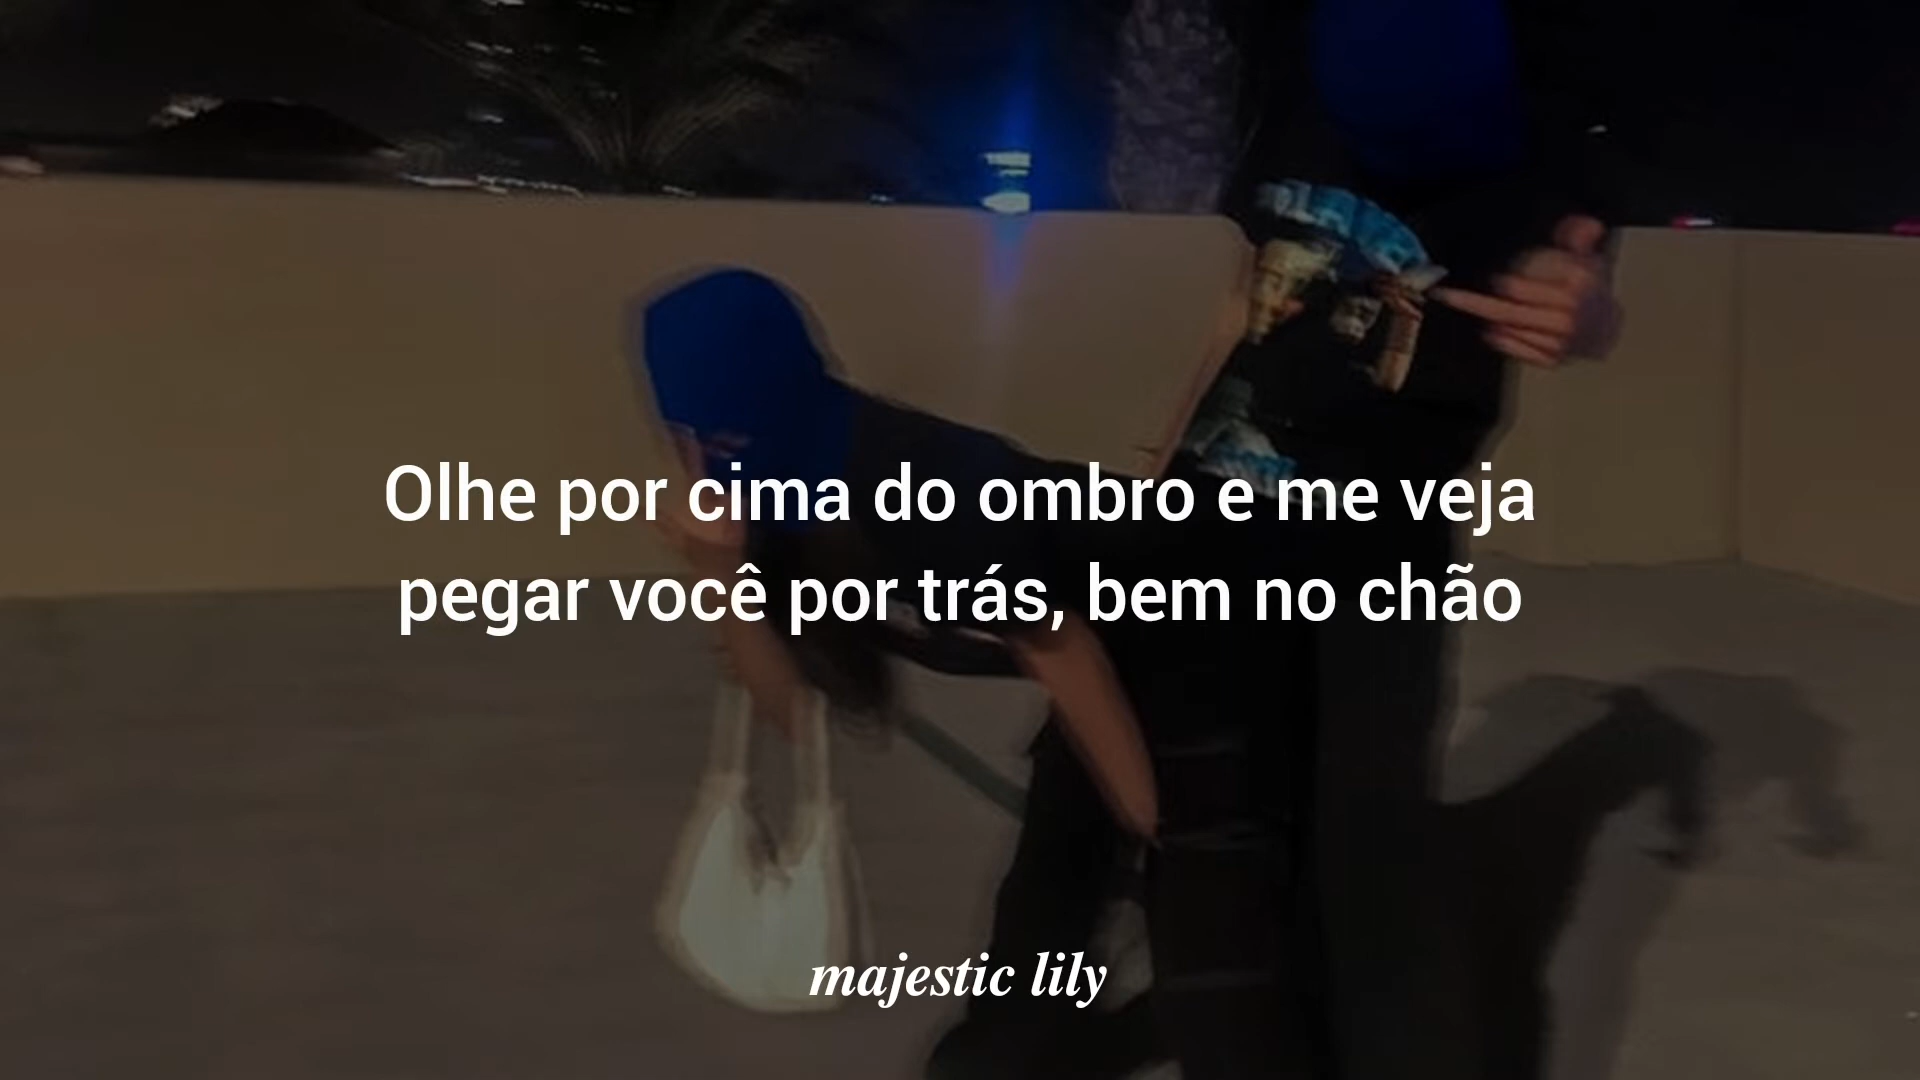 Olhe por cima do ombro e me veja
pegar você por trás, bem no chão
majestic lily